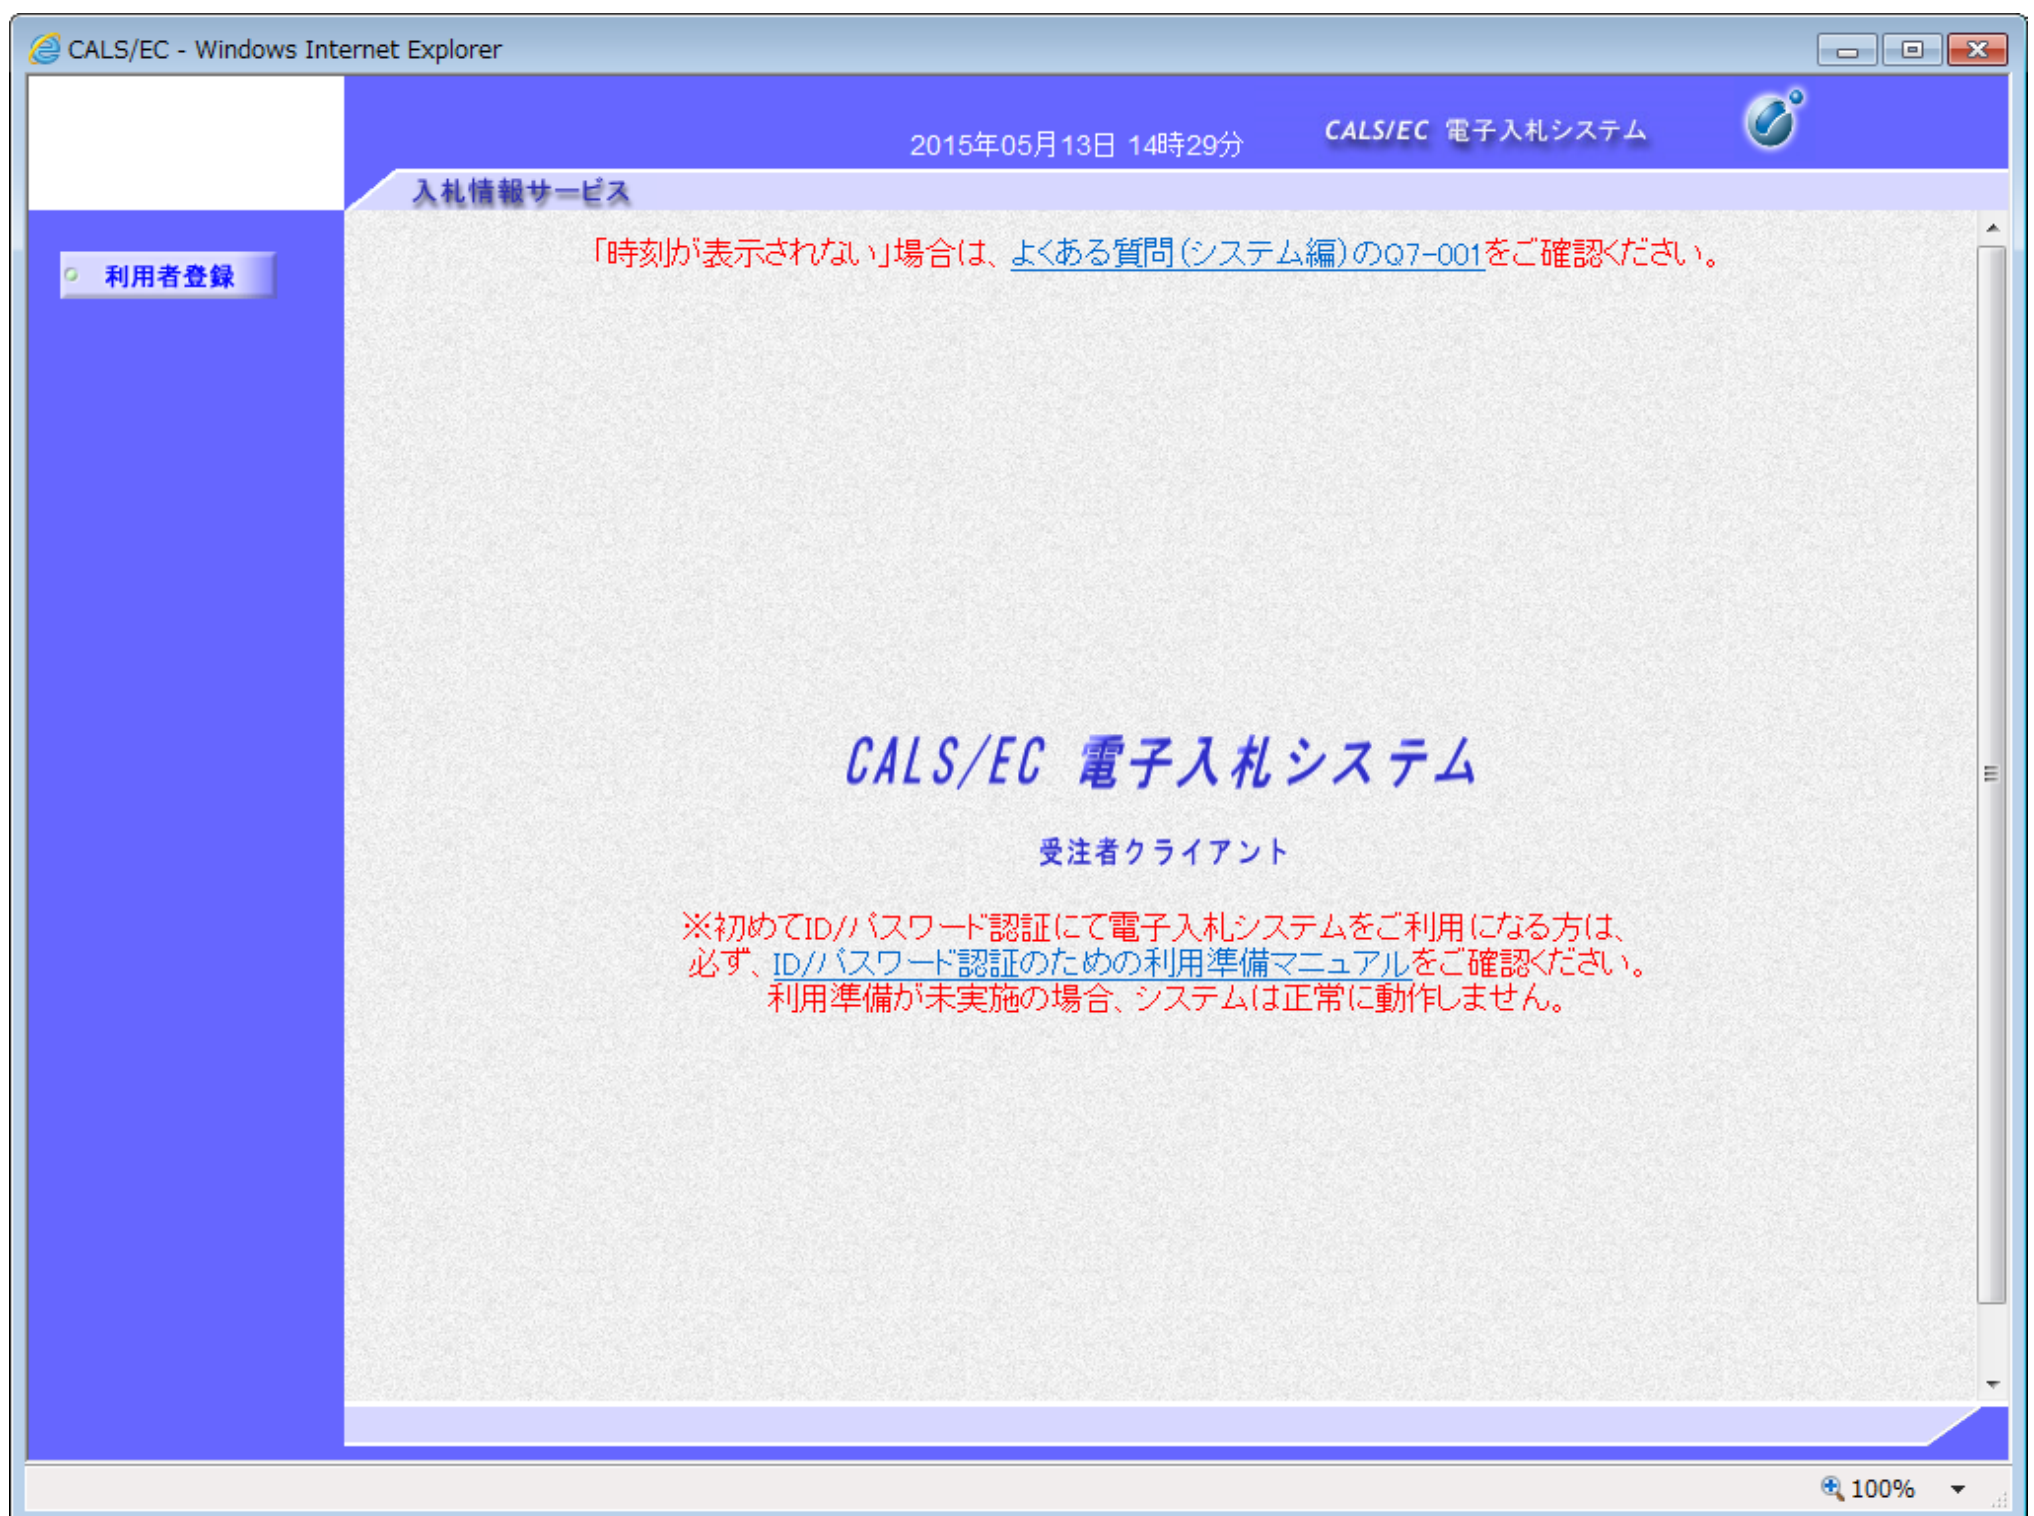 CALS/EC - Windows Internet Explorer
2015年05月13日 14時29分
CALS/EC 電子入札システム
入札情報サービス
利用者登録
「時刻が表示されない」場合は、よくある質問(システム編)のQ7-001をご確認ください。
CALS/EC 電子入札システム
受注者クライアント
※初めてID/パスワード認証にて電子入札システムをご利用になる方は、
必ず、ID/パスワード認証のための利用準備マニュアルをご確認ください。
利用準備が未実施の場合、システムは正常に動作しません。
100%